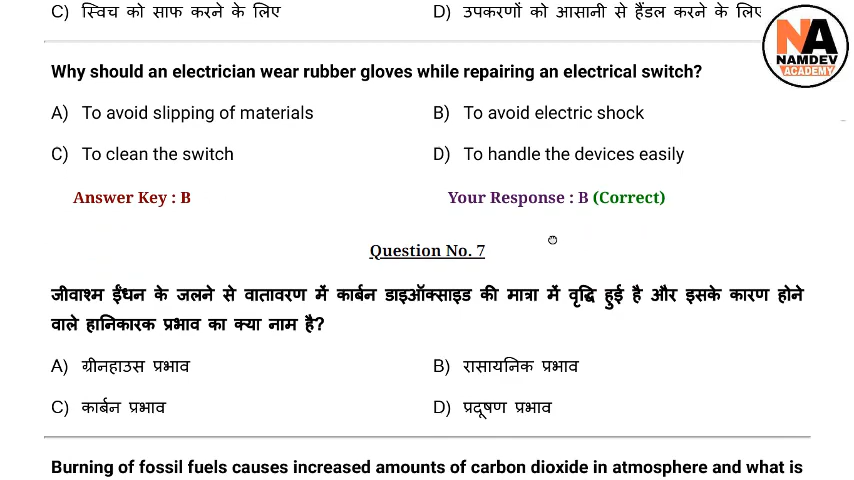 C) स्विच को साफ करने के लिए D) उपकरणों को आसानी से हैंडल करने के लिए
NA
NAMDEV
ACADEMY
Why should an electrician wear rubber gloves while repairing an electrical switch?
A) To avoid slipping of materials B) To avoid electric shock
C) To clean the switch D) To handle the devices easily
Answer Key : B Your Response : B (Correct)
Question No. 7
जीवाश्म ईंधन के जलने से वातावरण में कार्बन डाइऑक्साइड की मात्रा में वृद्धि हुई है और इसके कारण होने
वाले हानिकारक प्रभाव का क्या नाम है?
A) ग्रीनहाउस प्रभाव B) रासायनिक प्रभाव
C) कार्बन प्रभाव D) प्रदूषण प्रभाव
Burning of fossil fuels causes increased amounts of carbon dioxide in atmosphere and what is